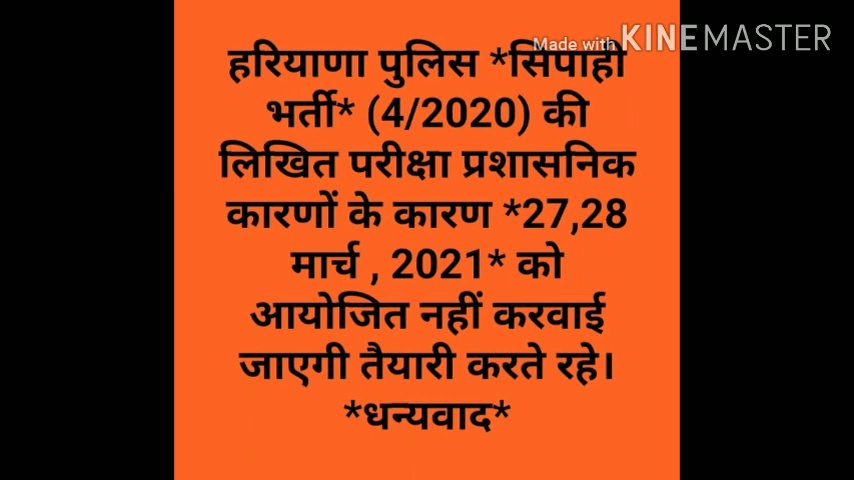 Made with KINEMASTER
हरियाणा पुलिस *सिपाही
भर्ती* (4/2020) की
लिखित परीक्षा प्रशासनिक
कारणों के कारण *27,28
मार्च , 2021* को
आयोजित नहीं करवाई
जाएगी तैयारी करते रहे।
*धन्यवाद*